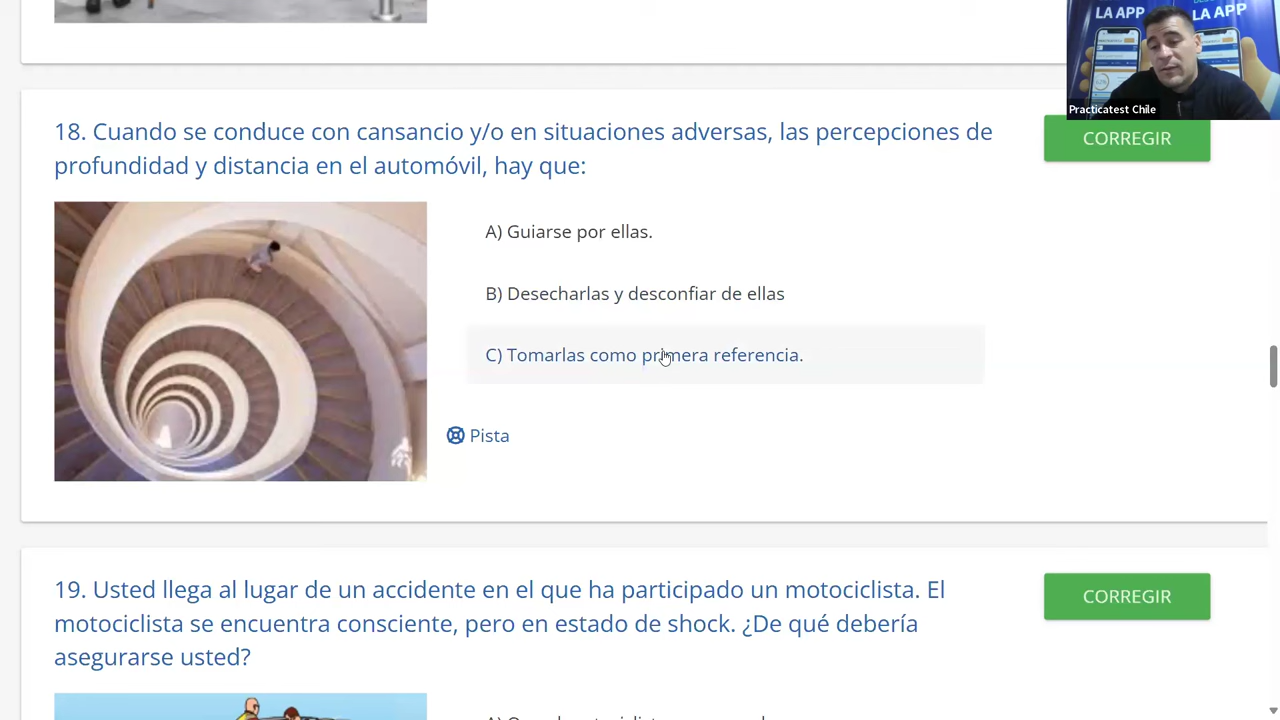 LA APP
LA APP
Practicatest Chile
18. Cuando se conduce con cansancio y/o en situaciones adversas, las percepciones de
profundidad y distancia en el automóvil, hay que:
CORREGIR
A) Guiarse por ellas.
B) Desecharlas y desconfiar de ellas
C) Tomarlas como primera referencia.
Pista
19. Usted llega al lugar de un accidente en el que ha participado un motociclista. El
motociclista se encuentra consciente, pero en estado de shock. ¿De qué debería
asegurarse usted?
CORREGIR